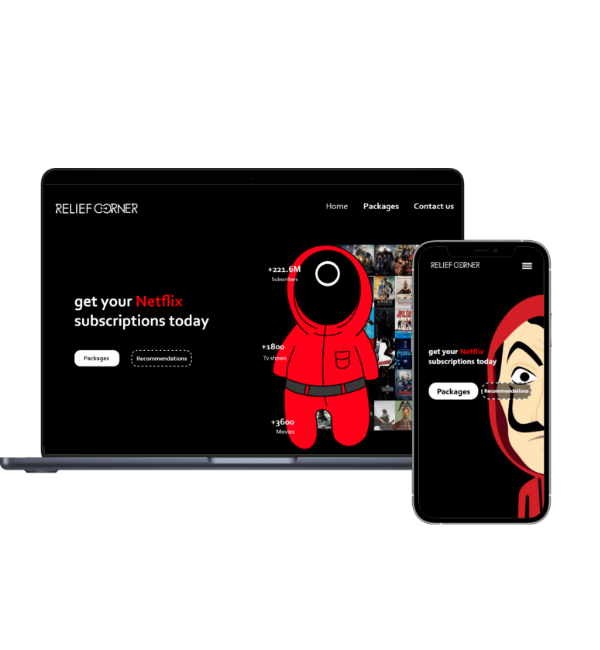 RELIEF CORNER
Home Packages Contact us
+221.6M
Subscribers
get your Netflix
subscriptions today
+1800
Tv shows
Packages Recommendations
+3600
Movies
RELIEF CORNER
get your Netflix
subscriptions today
Packages Recommendations